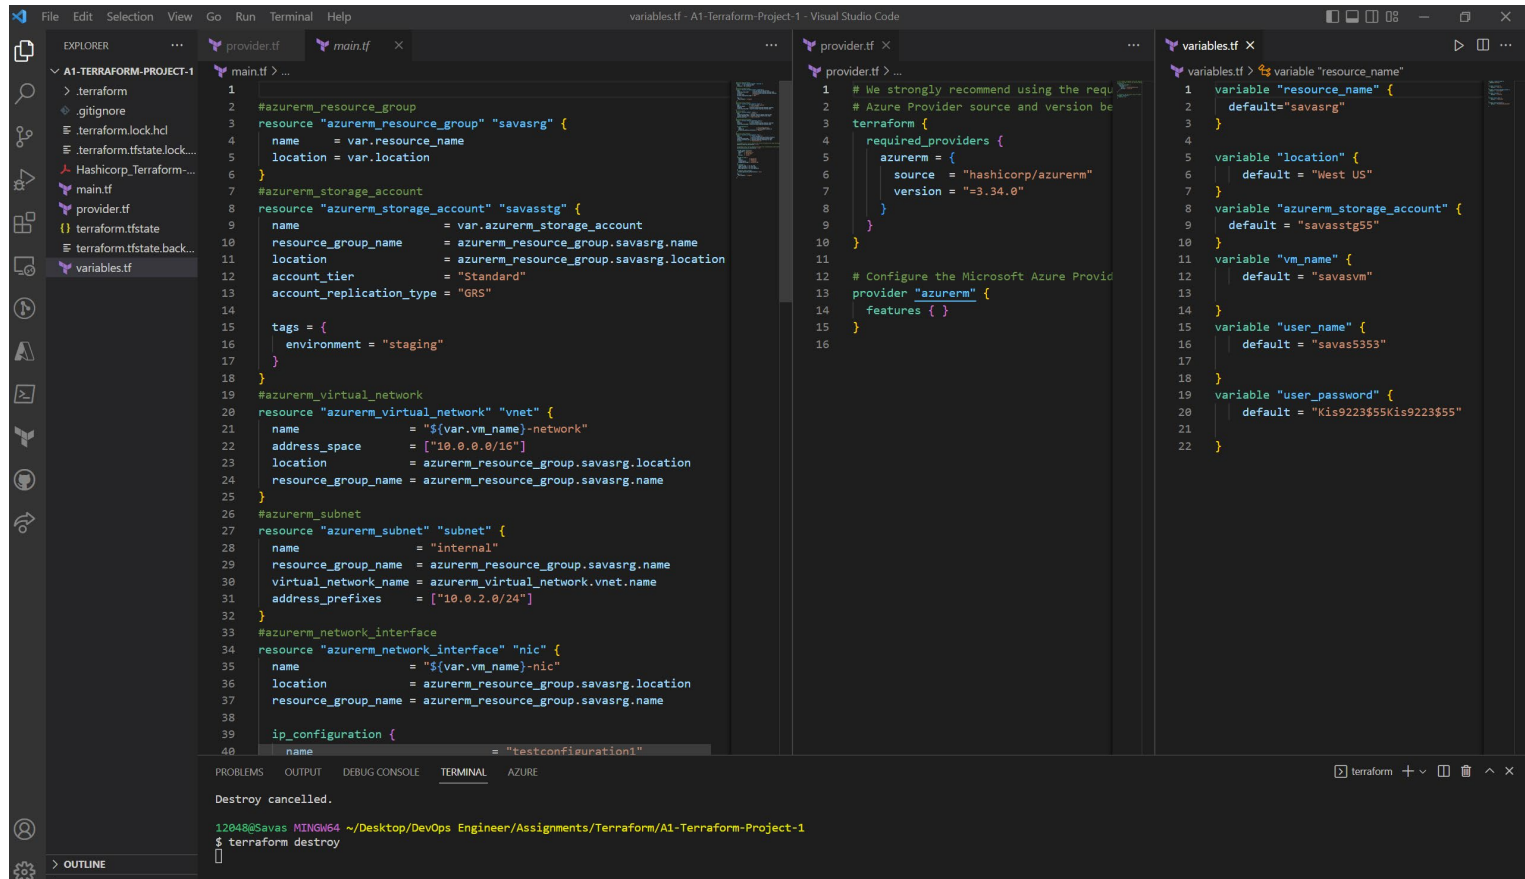 File Edit Selection View Go Run Terminal Help
variables.tf - A1-Terraform-Project-1 - Visual Studio Code
EXPLORER
A1-TERRAFORM-PROJECT-1
.terraform
.gitignore
.terraform.lock.hcl
.terraform.tfstate.lock....
Hashicorp_Terraform-...
main.tf
provider.tf
terraform.tfstate
terraform.tfstate.back...
variables.tf
OUTLINE
provider.tf main.tf
main.tf > ...
1
2 #azurerm_resource_group
3 resource "azurerm_resource_group" "savasrg" {
4 name = var.resource_name
5 location = var.location
6 }
7 #azurerm_storage_account
8 resource "azurerm_storage_account" "savasstg" {
9 name = var.azurerm_storage_account
10 resource_group_name = azurerm_resource_group.savasrg.name
11 location = azurerm_resource_group.savasrg.location
12 account_tier = "Standard"
13 account_replication_type = "GRS"
14
15 tags = {
16 environment = "staging"
17 }
18 }
19 #azurerm_virtual_network
20 resource "azurerm_virtual_network" "vnet" {
21 name = "${var.vm_name}-network"
22 address_space = ["10.0.0.0/16"]
23 location = azurerm_resource_group.savasrg.location
24 resource_group_name = azurerm_resource_group.savasrg.name
25 }
26 #azurerm_subnet
27 resource "azurerm_subnet" "subnet" {
28 name = "internal"
29 resource_group_name = azurerm_resource_group.savasrg.name
30 virtual_network_name = azurerm_virtual_network.vnet.name
31 address_prefixes = ["10.0.2.0/24"]
32 }
33 #azurerm_network_interface
34 resource "azurerm_network_interface" "nic" {
35 name = "${var.vm_name}-nic"
36 location = azurerm_resource_group.savasrg.location
37 resource_group_name = azurerm_resource_group.savasrg.name
38
39 ip_configuration {
40 name = "testconfiguration1"
provider.tf
provider.tf > ...
1 # We strongly recommend using the requ
2 # Azure Provider source and version be
3 terraform {
4 required_providers {
5 azurerm = {
6 source = "hashicorp/azurerm"
7 version = "=3.34.0"
8 }
9 }
10 }
11
12 # Configure the Microsoft Azure Provid
13 provider "azurerm" {
14 features { }
15 }
16
variables.tf
variables.tf > variable "resource_name"
1 variable "resource_name" {
2 default="savasrg"
3 }
4
5 variable "location" {
6 default = "West US"
7 }
8 variable "azurerm_storage_account" {
9 default = "savasstg55"
10 }
11 variable "vm_name" {
12 default = "savasvm"
13
14 }
15 variable "user_name" {
16 default = "savas5353"
17
18 }
19 variable "user_password" {
20 default = "Kis9223$55Kis9223$55"
21
22 }
PROBLEMS OUTPUT DEBUG CONSOLE TERMINAL AZURE
terraform
Destroy cancelled.
12048@Savas MINGW64 ~/Desktop/DevOps Engineer/Assignments/Terraform/A1-Terraform-Project-1
$ terraform destroy